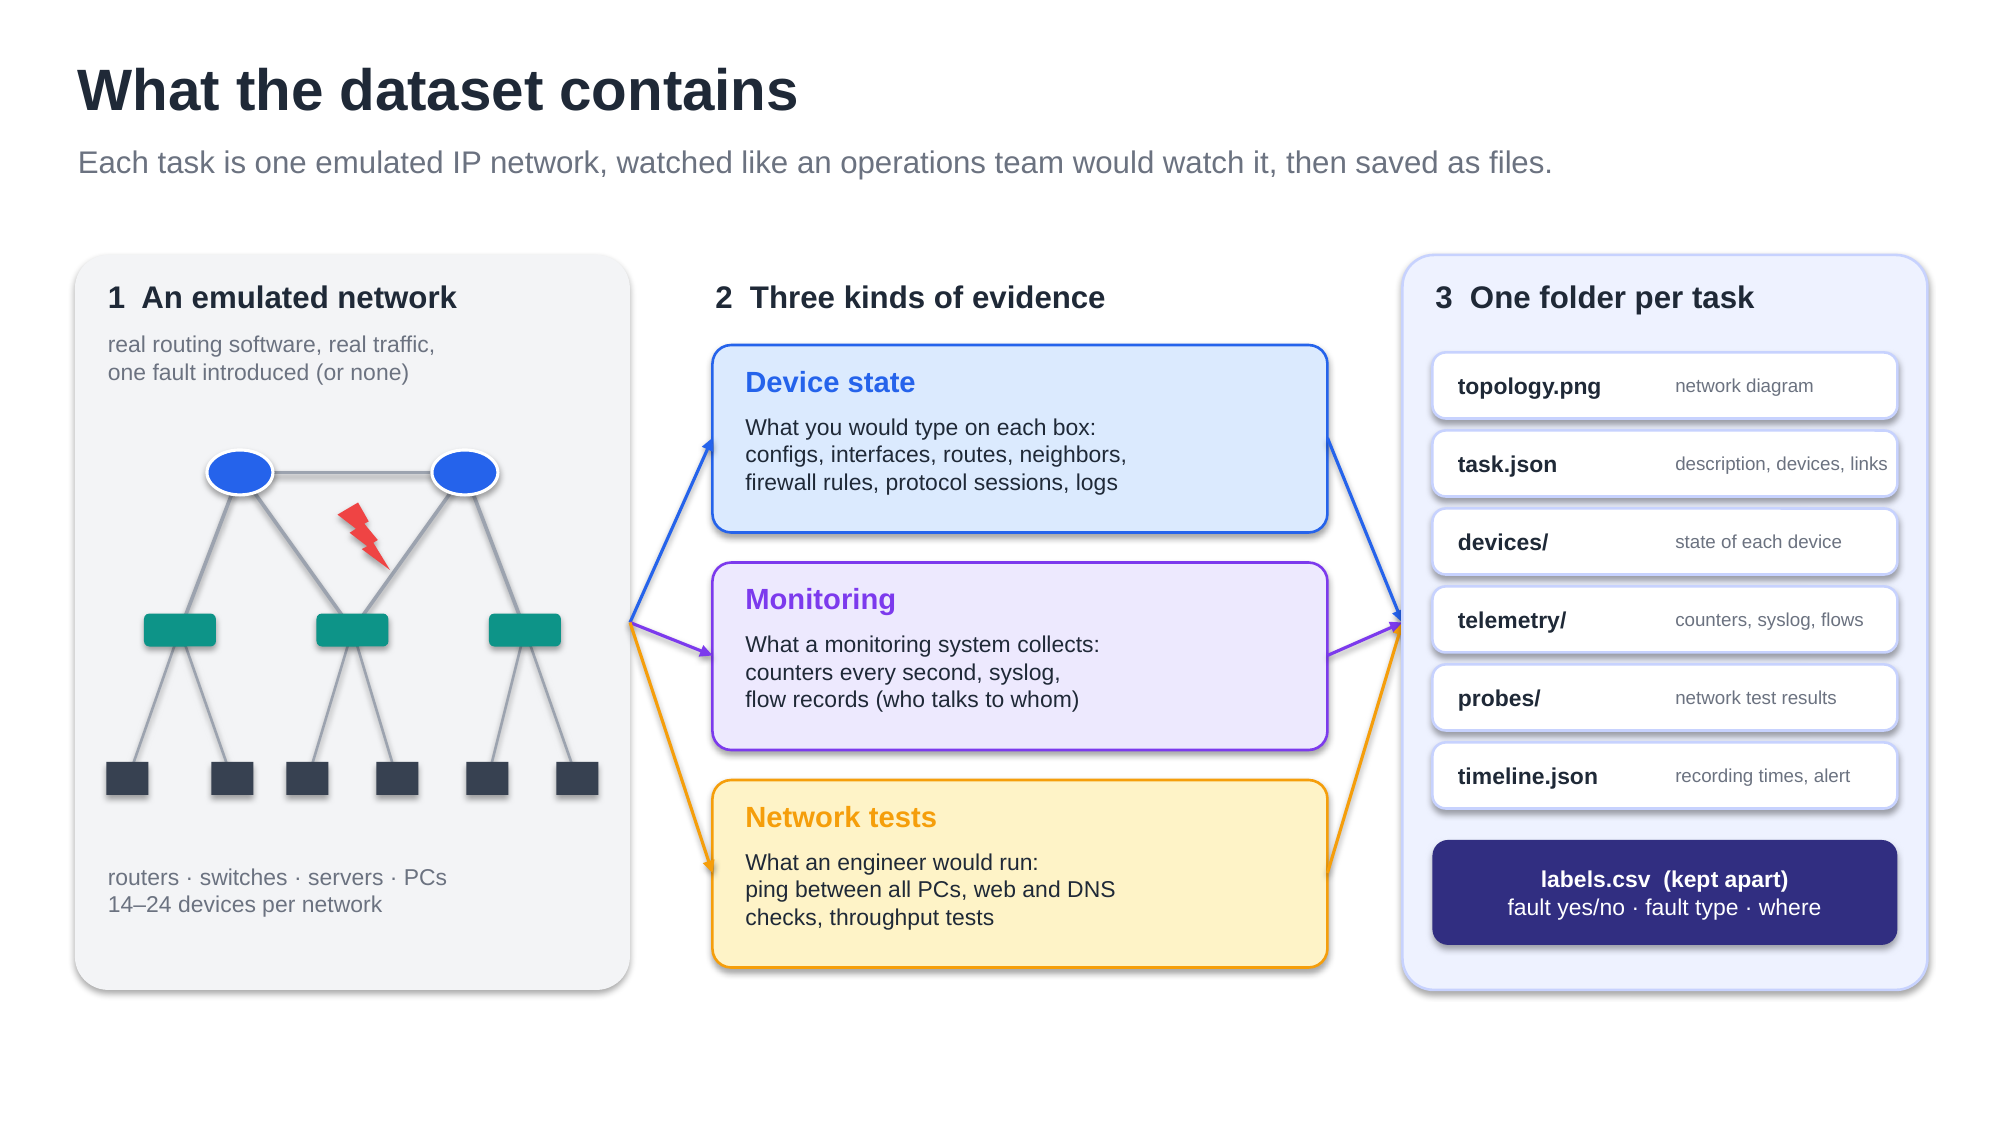 What the dataset contains
Each task is one emulated IP network, watched like an operations team would watch it, then saved as files.
1 An emulated network
real routing software, real traffic,
one fault introduced (or none)
routers · switches · servers · PCs
14–24 devices per network
2 Three kinds of evidence
Device state
What you would type on each box:
configs, interfaces, routes, neighbors,
firewall rules, protocol sessions, logs
Monitoring
What a monitoring system collects:
counters every second, syslog,
flow records (who talks to whom)
Network tests
What an engineer would run:
ping between all PCs, web and DNS
checks, throughput tests
3 One folder per task
topology.png network diagram
task.json description, devices, links
devices/ state of each device
telemetry/ counters, syslog, flows
probes/ network test results
timeline.json recording times, alert
labels.csv (kept apart)
fault yes/no · fault type · where